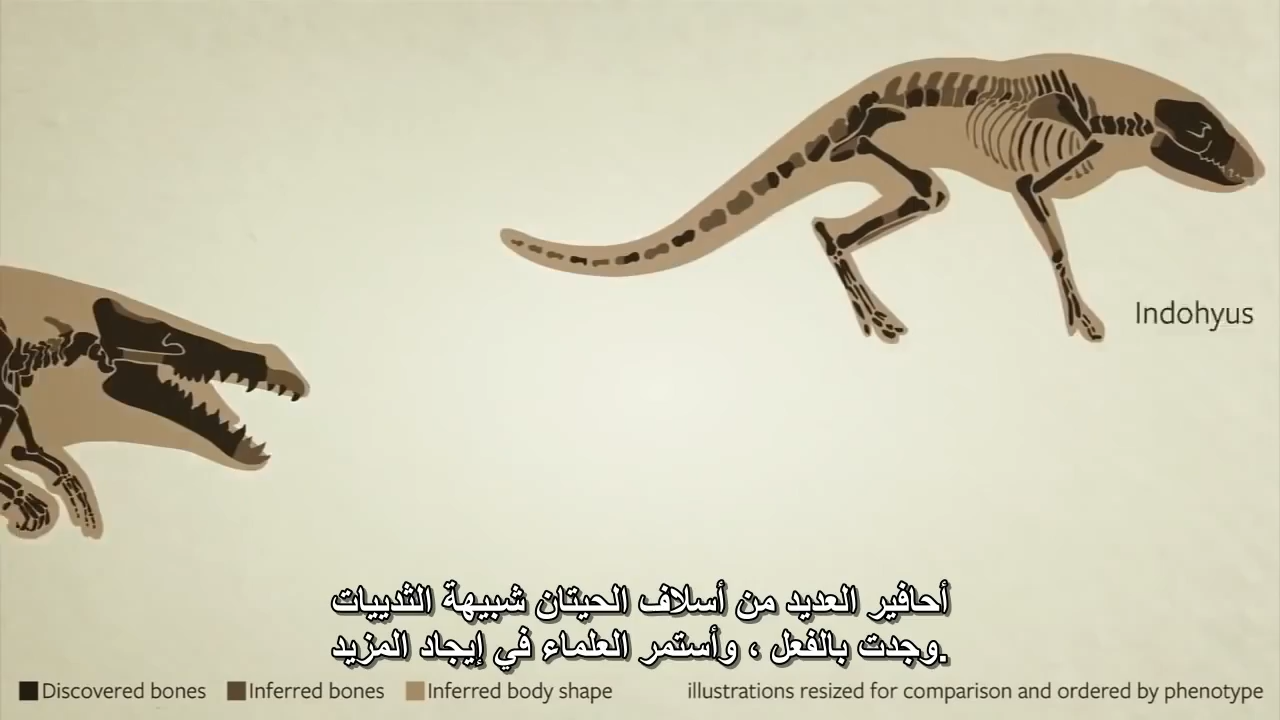 Indohyus
أحافير العديد من أسلاف الحيتان شبيهة الثدييات
وجدت بالفعل ، وأستمر العلماء في إيجاد المزيد.
Discovered bones Inferred bones Inferred body shape illustrations resized for comparison and ordered by phenotype